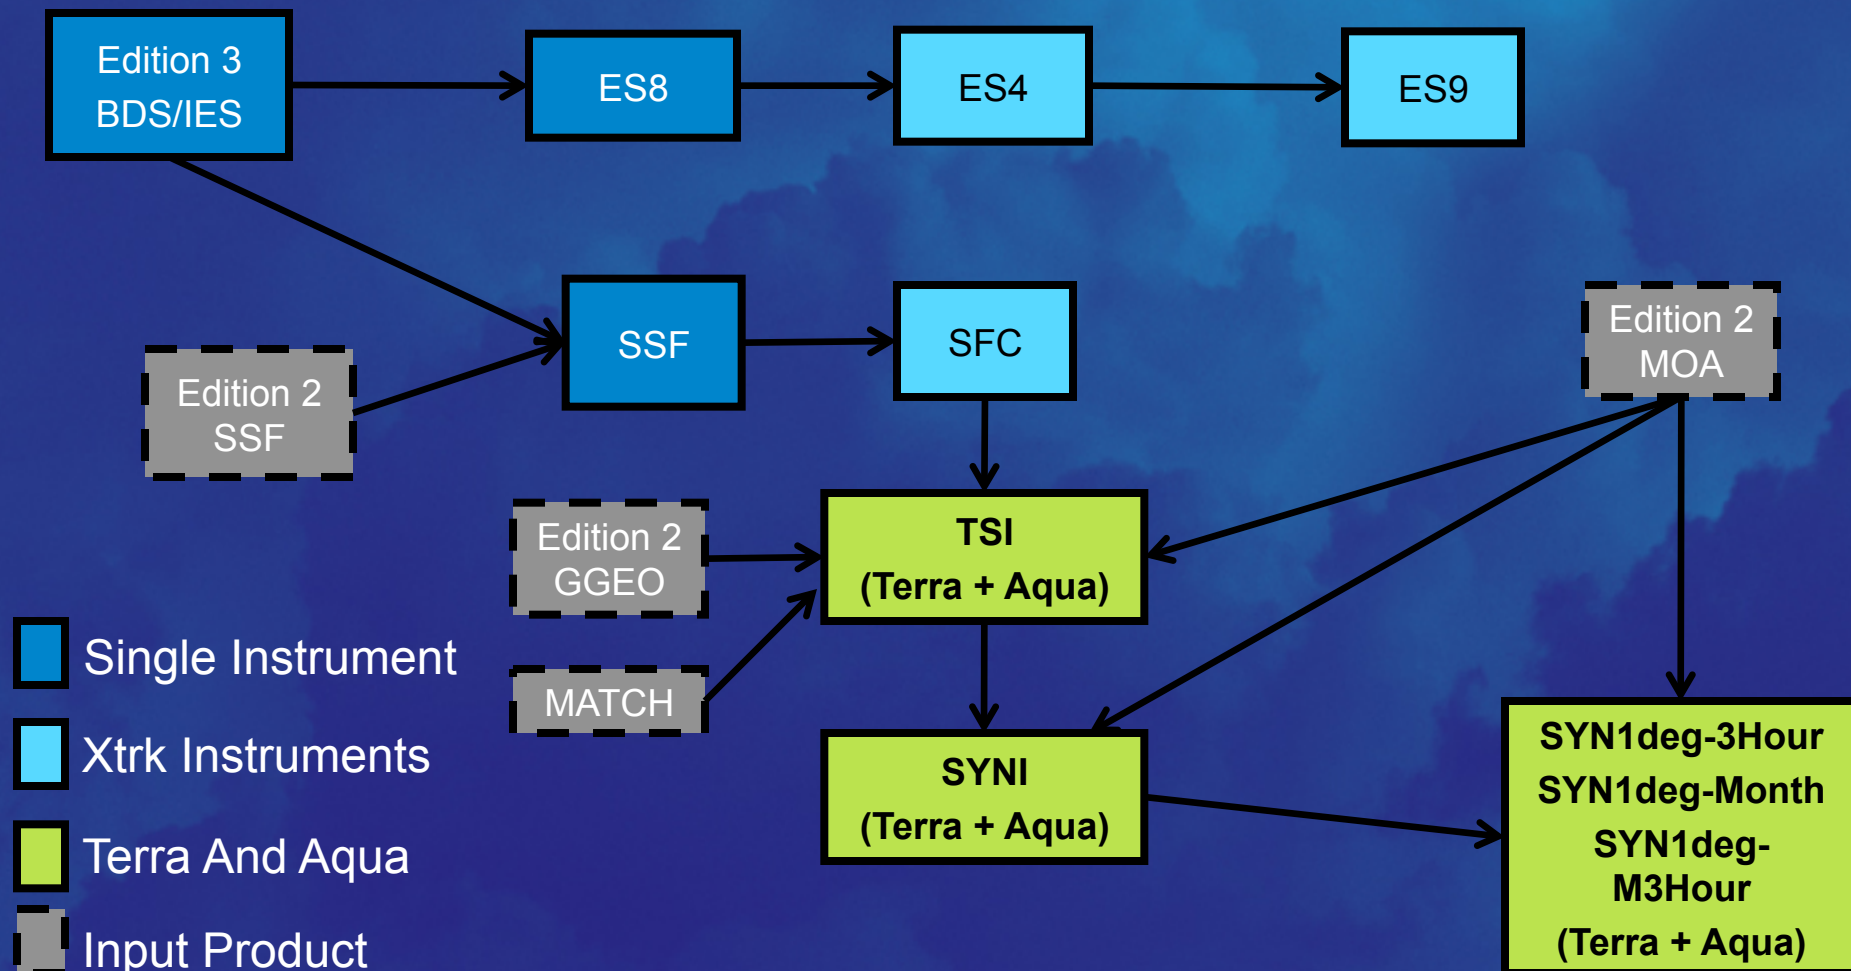 Edition 3
BDS/IES
ES8
ES4
ES9
Edition 2
SSF
SSF
SFC
Edition 2
MOA
Edition 2
GGEO
MATCH
TSI
(Terra + Aqua)
SYNI
(Terra + Aqua)
SYN1deg-3Hour
SYN1deg-Month
SYN1deg-
M3Hour
(Terra + Aqua)
Single Instrument
Xtrk Instruments
Terra And Aqua
Input Product